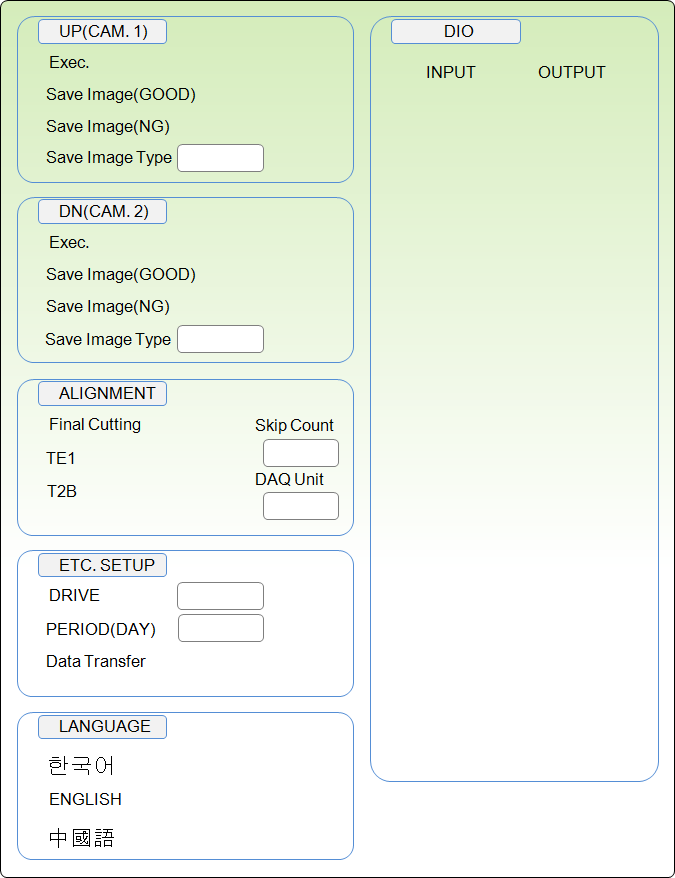 UP(CAM. 1)
Exec.
Save Image(GOOD)
Save Image(NG)
Save Image Type
DN(CAM. 2)
Exec.
Save Image(GOOD)
Save Image(NG)
Save Image Type
ALIGNMENT
Final Cutting
Skip Count
TE1
DAQ Unit
T2B
ETC. SETUP
DRIVE
PERIOD(DAY)
Data Transfer
LANGUAGE
한국어
ENGLISH
中國語
DIO
INPUT OUTPUT